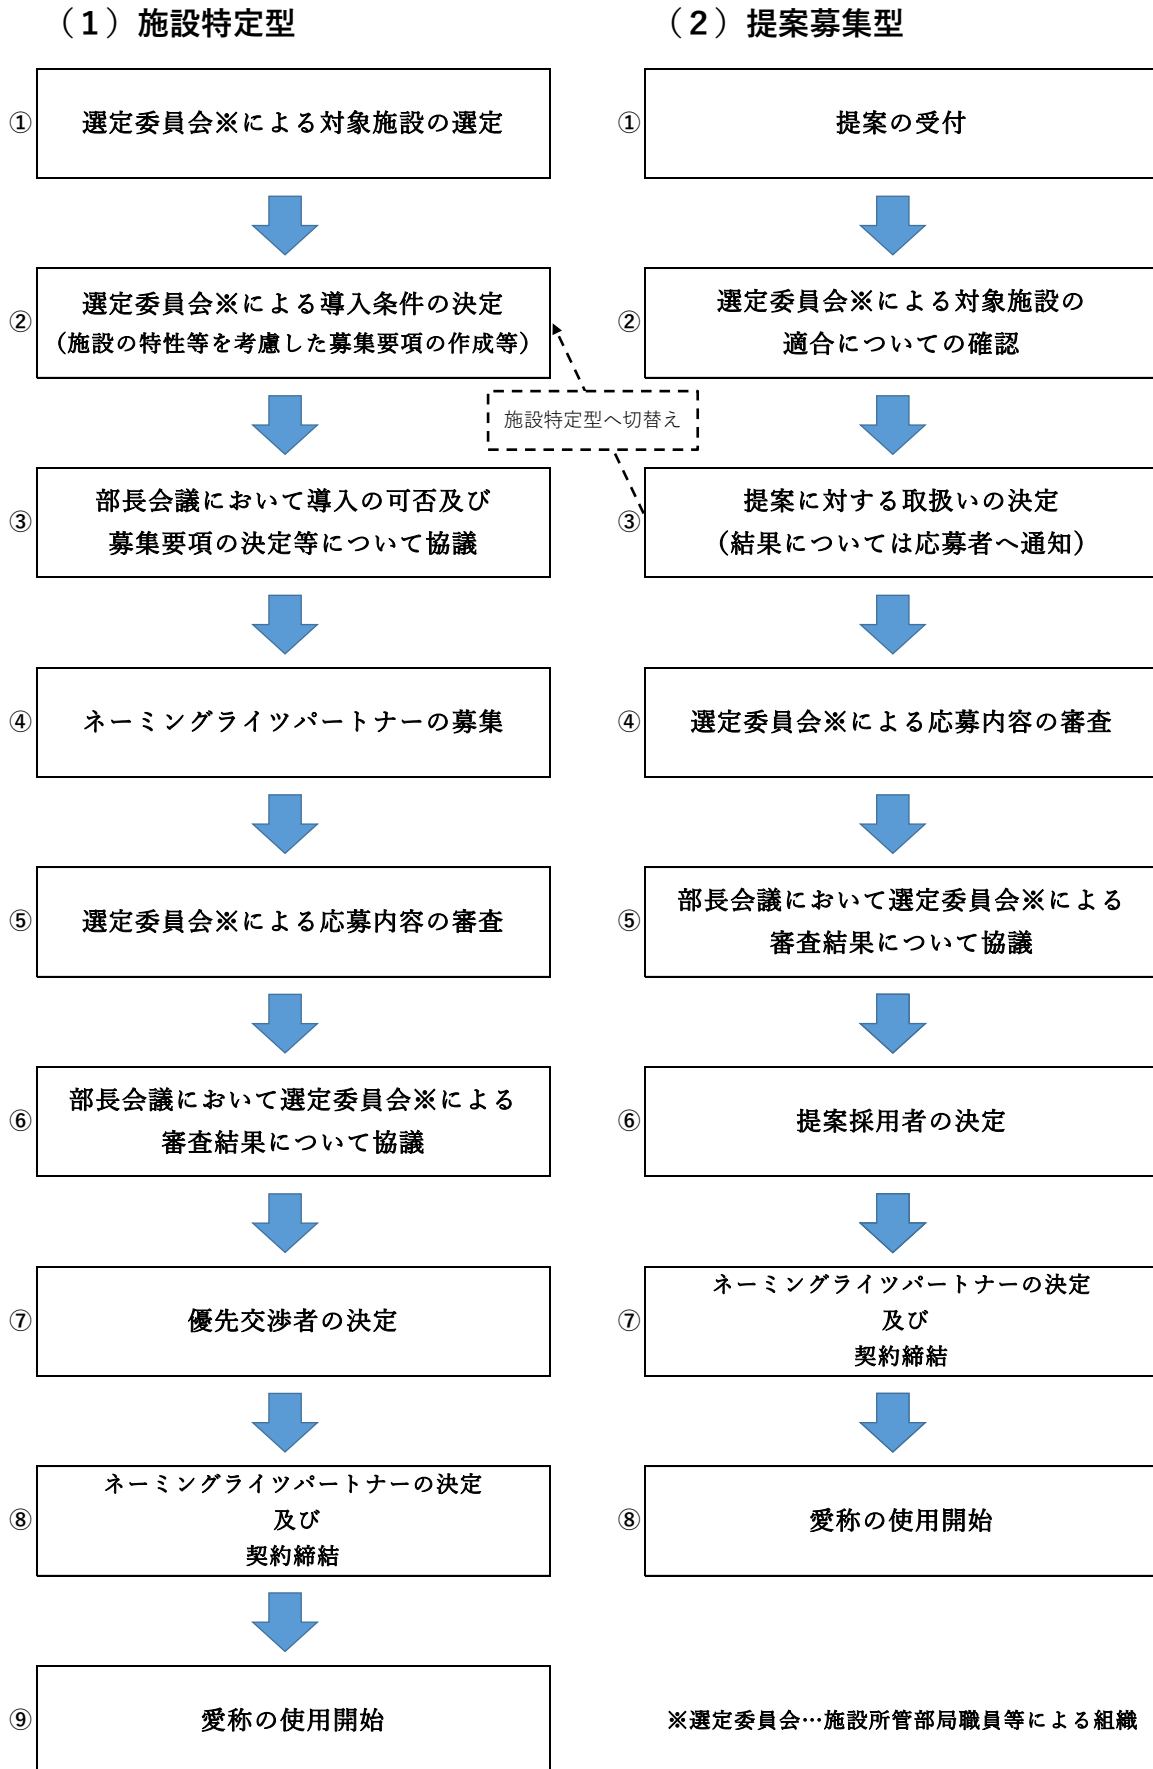 （１）施設特定型
①
選定委員会※による対象施設の選定
②
選定委員会※による導入条件の決定
（施設の特性等を考慮した募集要項の作成等）
③
部長会議において導入の可否及び
募集要項の決定等について協議
④
ネーミングライツパートナーの募集
⑤
選定委員会※による応募内容の審査
⑥
部長会議において選定委員会※による
審査結果について協議
⑦
優先交渉者の決定
⑧
ネーミングライツパートナーの決定
及び
契約締結
⑨
愛称の使用開始
施設特定型へ切替え
（２）提案募集型
①
提案の受付
②
選定委員会※による対象施設の
適合についての確認
③
提案に対する取扱いの決定
（結果については応募者へ通知）
④
選定委員会※による応募内容の審査
⑤
部長会議において選定委員会※による
審査結果について協議
⑥
提案採用者の決定
⑦
ネーミングライツパートナーの決定
及び
契約締結
⑧
愛称の使用開始
※選定委員会…施設所管部局職員等による組織